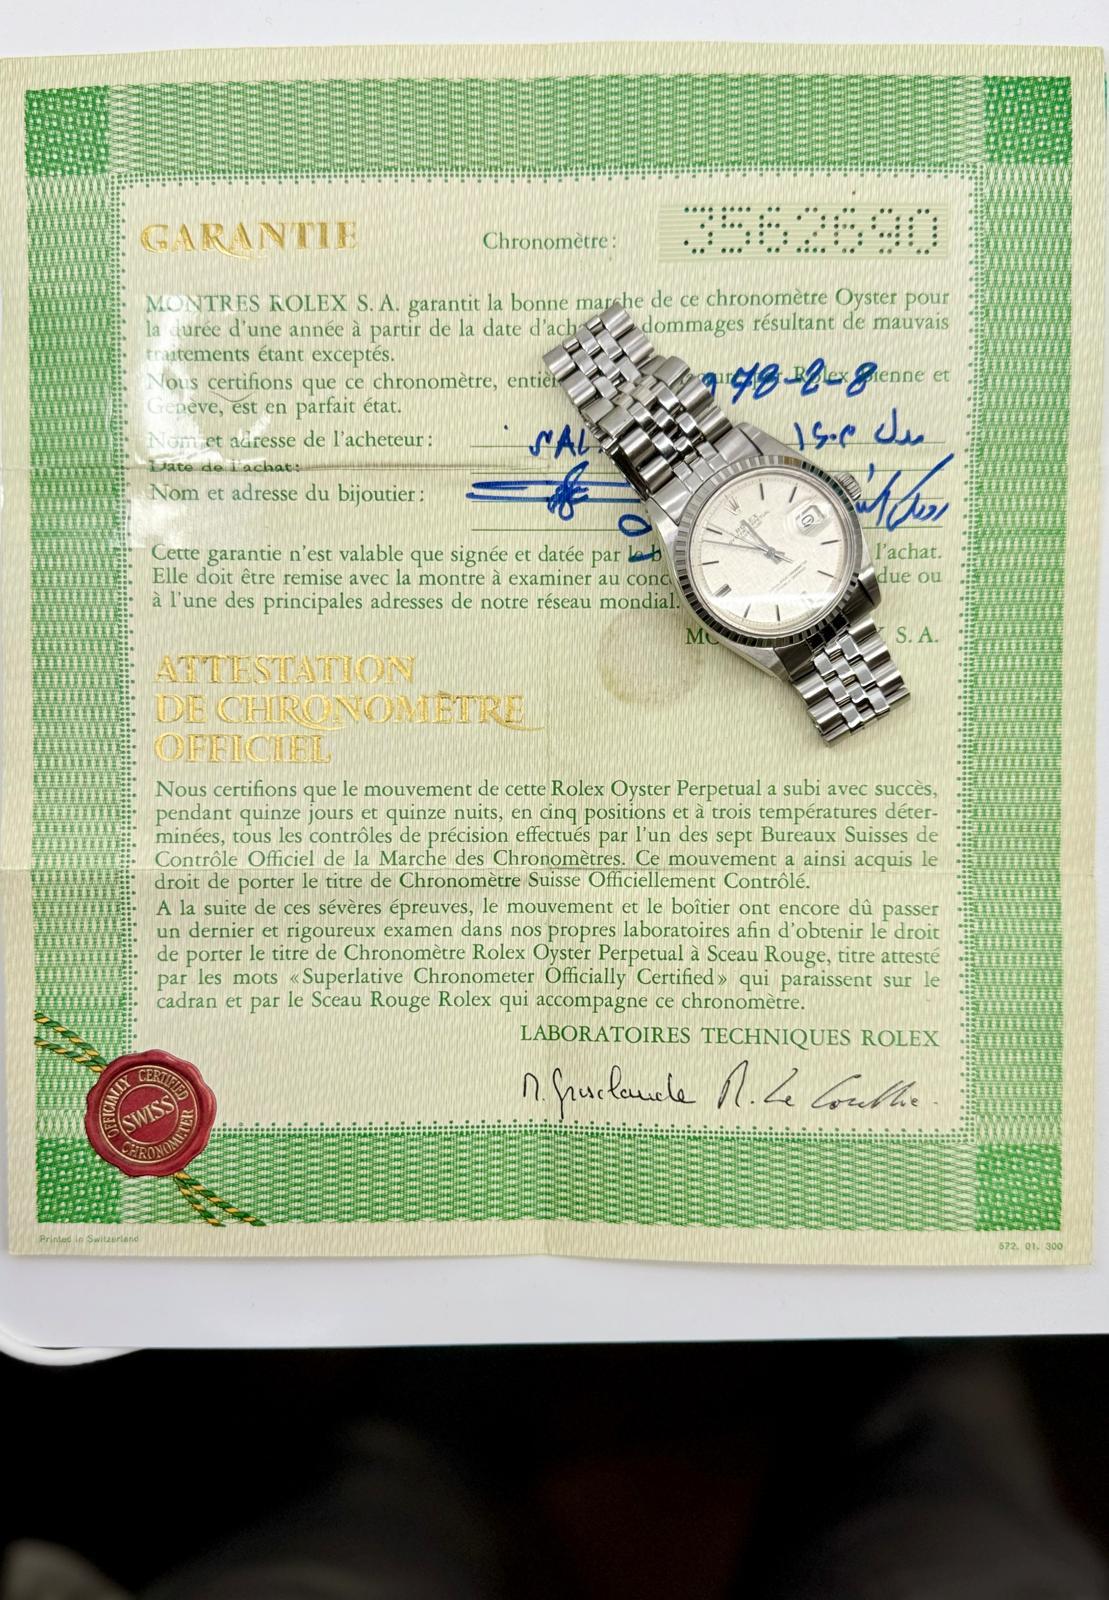 GARANTIE
Chronomètre: 3562690
MONTRES ROLEX S. A. garantit la bonne marche de ce chronomètre Oyster pour
la durée d'une année à partir de la date d'ach dommages résultant de mauvais
traitements étant exceptés.
Nous certifions que ce chronomètre, Rolex Bienne et
Genève, est en parfait état.
78-2-8
Nom et adresse de l'acheteur:
Date de l'achat:
Nom et adresse du bijoutier:
Cette garantie n'est valable que signée et datée par l'achat.
Elle doit être remise avec la montre à examiner au ou
à l'une des principales adresses de notre réseau mondial.
S. A.
ATTESTATION
DE CHRONOMÈTRE
OFFICIEL
Nous certifions que le mouvement de cette Rolex Oyster Perpetual a subi avec succès,
pendant quinze jours et quinze nuits, en cinq positions et à trois températures déter-
minées, tous les contrôles de précision effectués par l'un des sept Bureaux Suisses de
Contrôle Officiel de la Marche des Chronomètres. Ce mouvement a ainsi acquis le
droit de porter le titre de Chronomètre Suisse Officiellement Contrôlé.
A la suite de ces sévères épreuves, le mouvement et le boîtier ont encore dû passer
un dernier et rigoureux examen dans nos propres laboratoires afin d'obtenir le droit
de porter le titre de Chronomètre Rolex Oyster Perpetual à Sceau Rouge, titre attesté
par les mots «Superlative Chronometer Officially Certified» qui paraissent sur le
cadran et par le Sceau Rouge Rolex qui accompagne ce chronomètre.
LABORATOIRES TECHNIQUES ROLEX
OFFICIALLY CERTIFIED
SWISS
CHRONOMETER
Printed in Switzerland
572. 01. 300